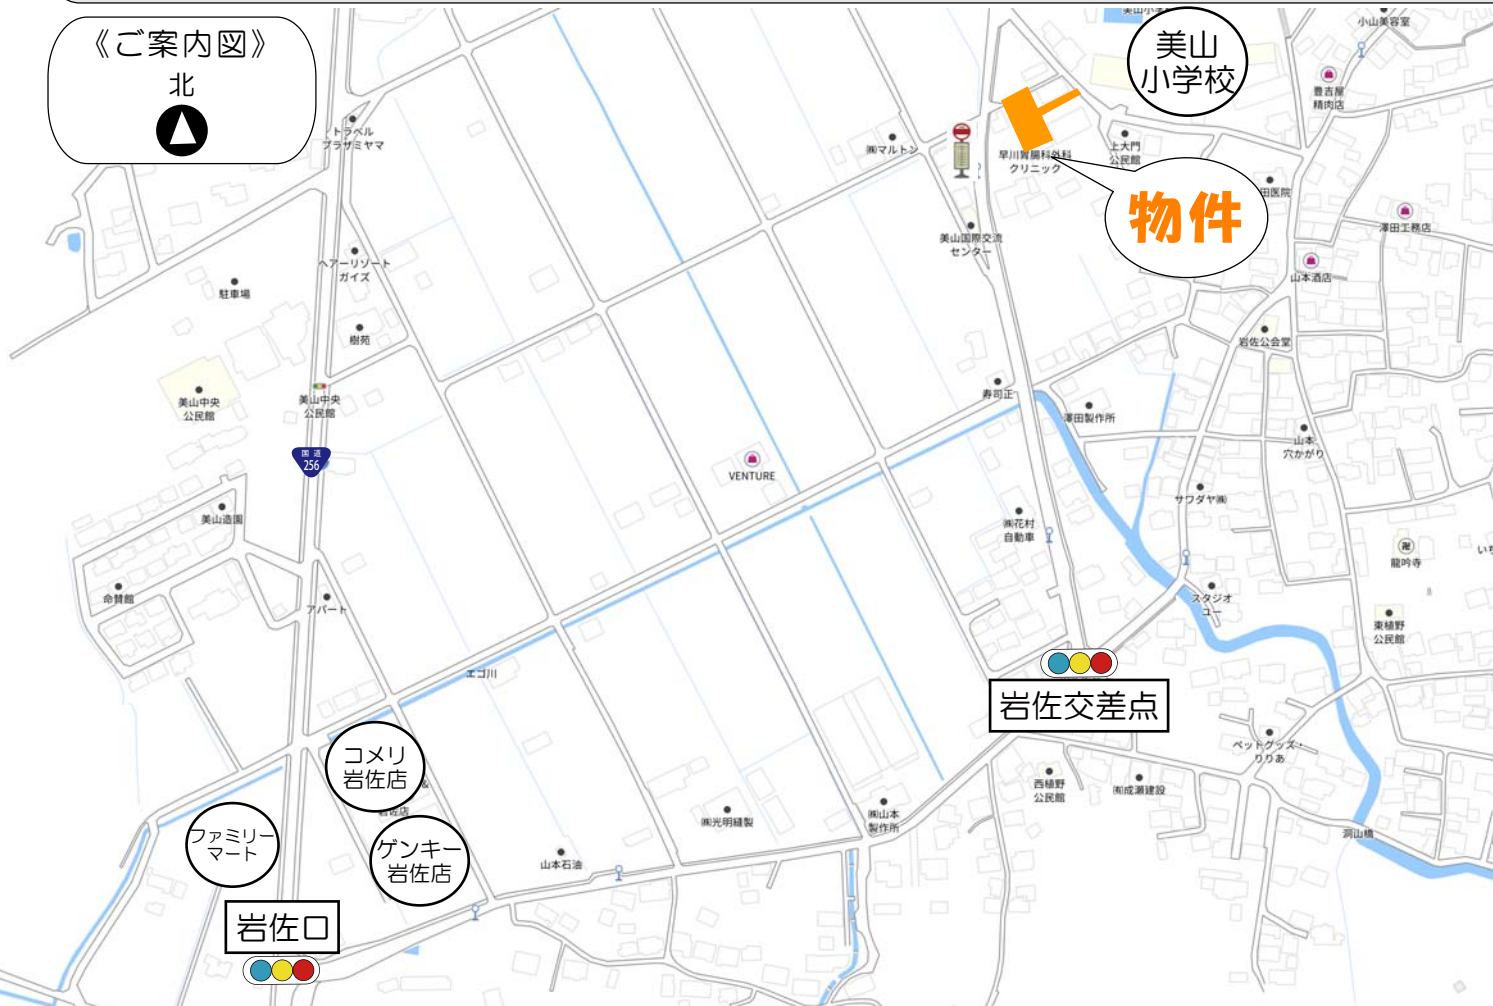 《ご案内図》
北
美山
小学校
小山美容室
豊吉屋
精肉店
トラベル
プラザミヤマ
㈱マルトン
早川胃腸科外科
クリニック
上大門
公民館
物件
田医院
澤田工務店
美山国際交流
センター
山本酒店
ヘアーリゾート
ガイズ
駐車場
樹苑
岩佐公会堂
美山中央
公民館
美山中央
公民館
寿司正
澤田製作所
国道
256
山本
穴かがり
VENTURE
サワダヤ㈱
美山造園
㈱花村
自動車
龍吟寺
いち
命賛館
アパート
スタジオ
ユー
東植野
公民館
エゴ川
岩佐交差点
コメリ
岩佐店
岩佐店
ペットグッズ・
りりあ
西植野
公民館
㈲成瀬建設
㈱光明縫製
㈱山本
製作所
洞山橋
ファミリー
マート
ゲンキー
岩佐店
山本石油
岩佐口